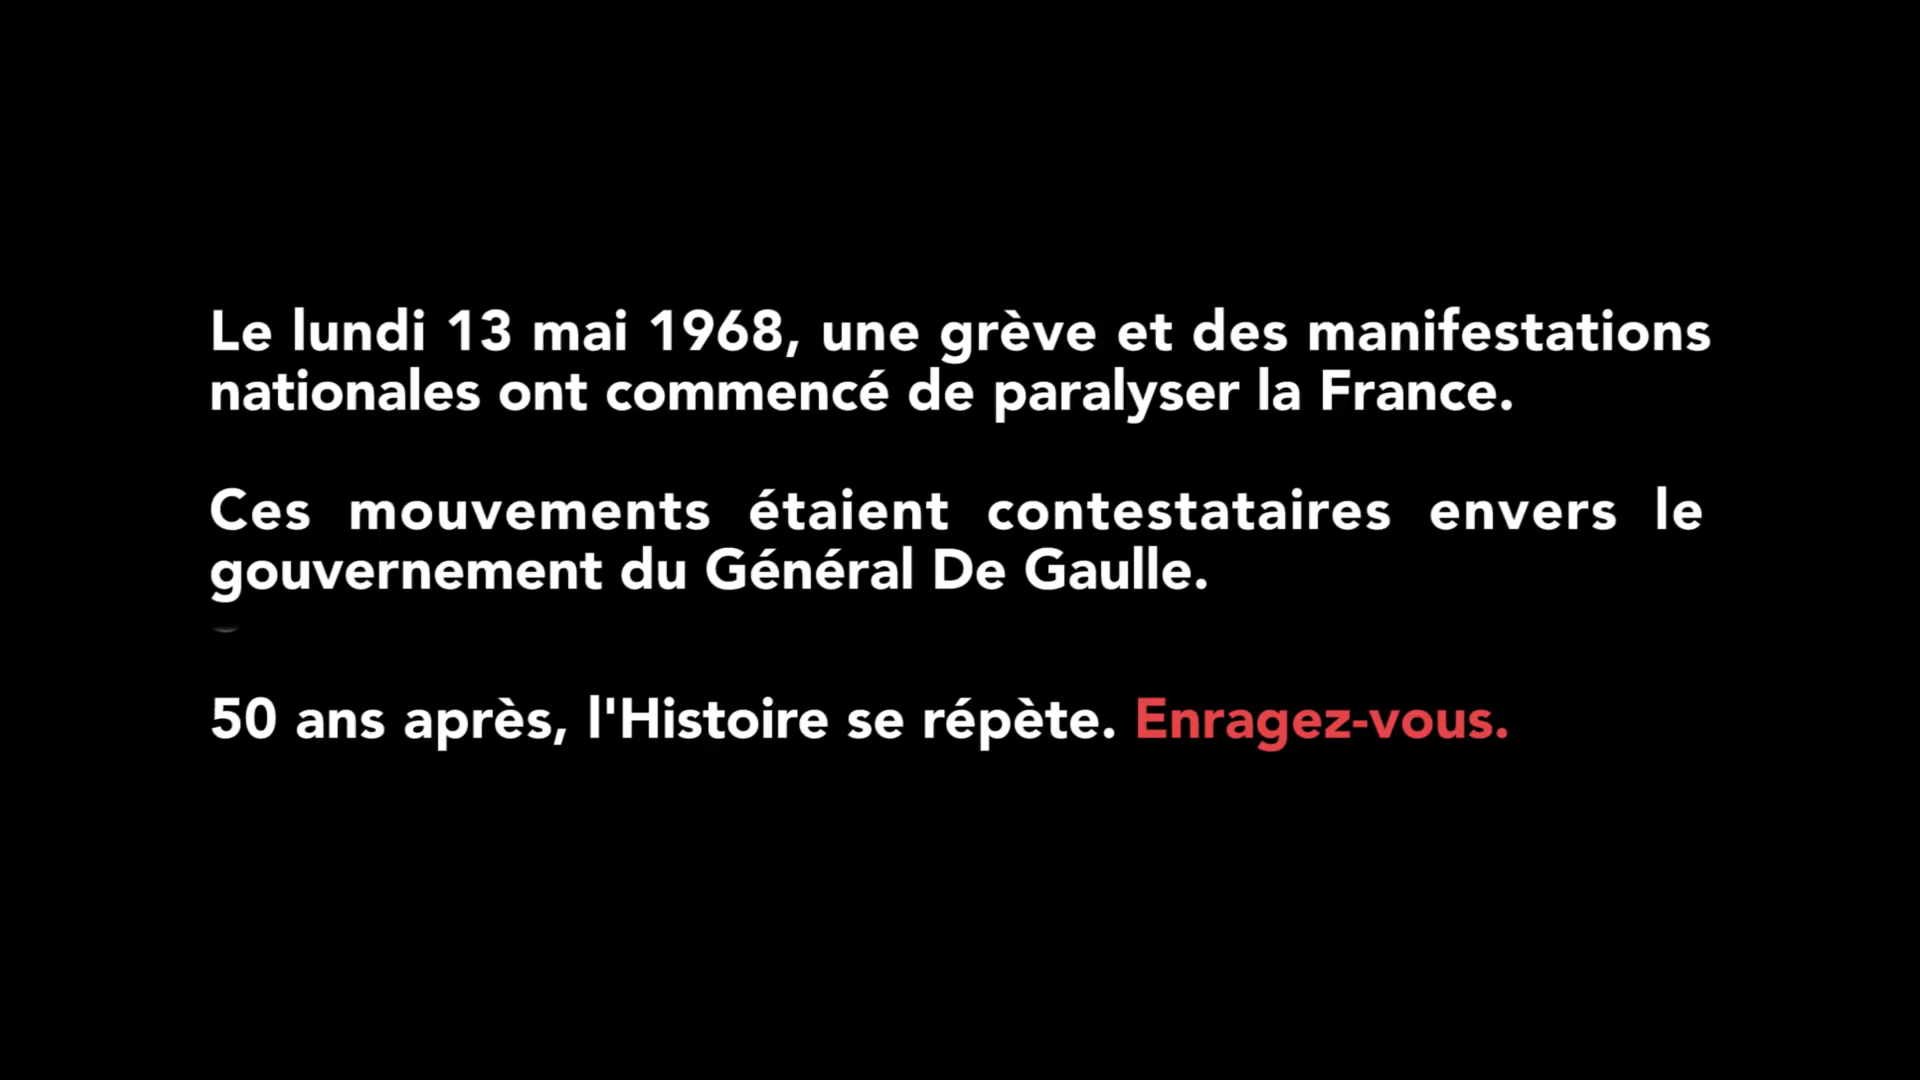 Le lundi 13 mai 1968, une grève et des manifestations
nationales ont commencé de paralyser la France.
Ces mouvements étaient contestataires envers le
gouvernement du Général De Gaulle.
50 ans après, l'Histoire se répète. Enragez-vous.